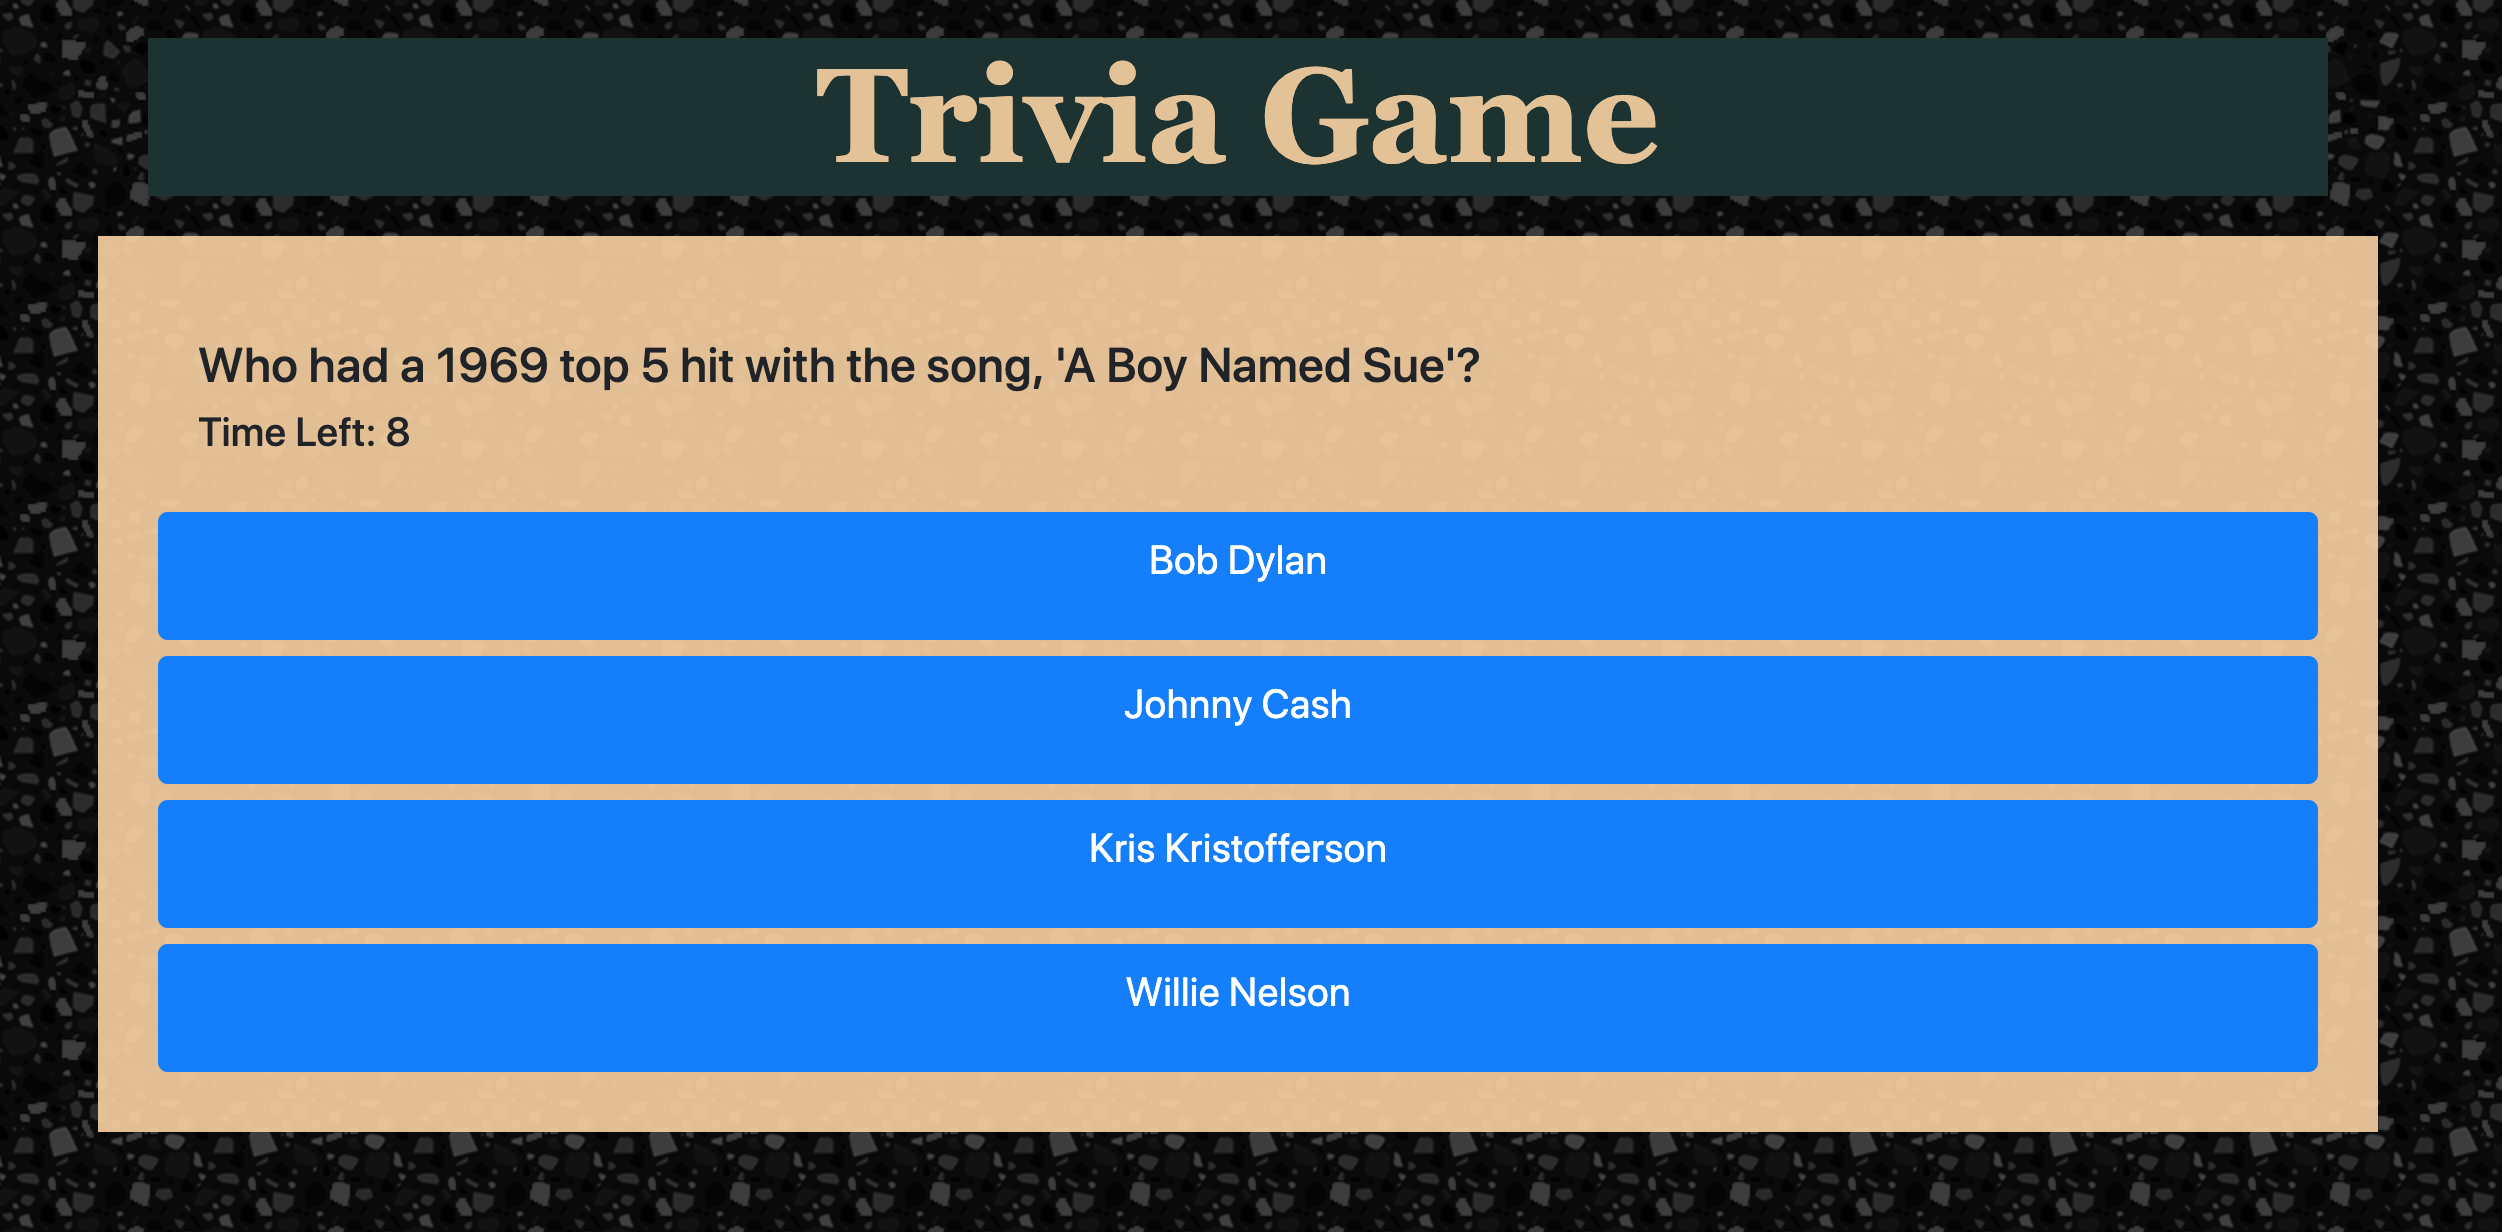 Trivia Game
Who had a 1969 top 5 hit with the song, 'A Boy Named Sue'?
Time Left: 8
Bob Dylan
Johnny Cash
Kris Kristofferson
Willie Nelson